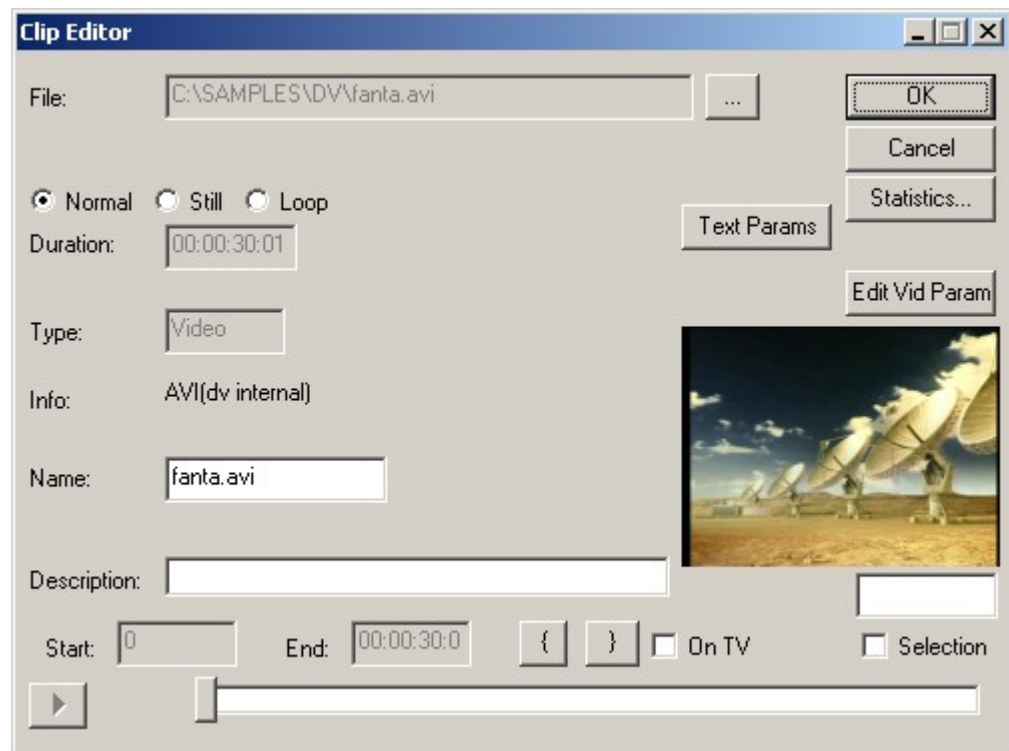 Clip Editor
File: C:\SAMPLES\DV\fanta.avi ... OK
Cancel
Normal Still Loop Statistics...
Duration: 00:00:30:01 Text Params
Edit Vid Param
Type: Video
Info: AVI(dv internal)
Name: fanta.avi
Description:
Start: 0 End: 00:00:30:0 { } On TV Selection